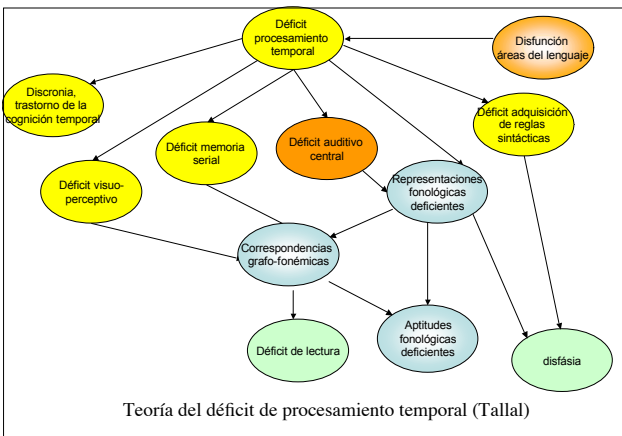 Déficit
procesamiento
temporal
Disfunción
áreas del lenguaje
Discronia,
trastorno de la
cognición temporal
Déficit memoria
serial
Déficit auditivo
central
Déficit adquisición
de reglas
sintácticas
Déficit visuo-
perceptivo
Representaciones
fonológicas
deficientes
Correspondencias
grafo-fonémicas
Déficit de lectura
Aptitudes
fonológicas
deficientes
disfásia
Teoría del déficit de procesamiento temporal (Tallal)